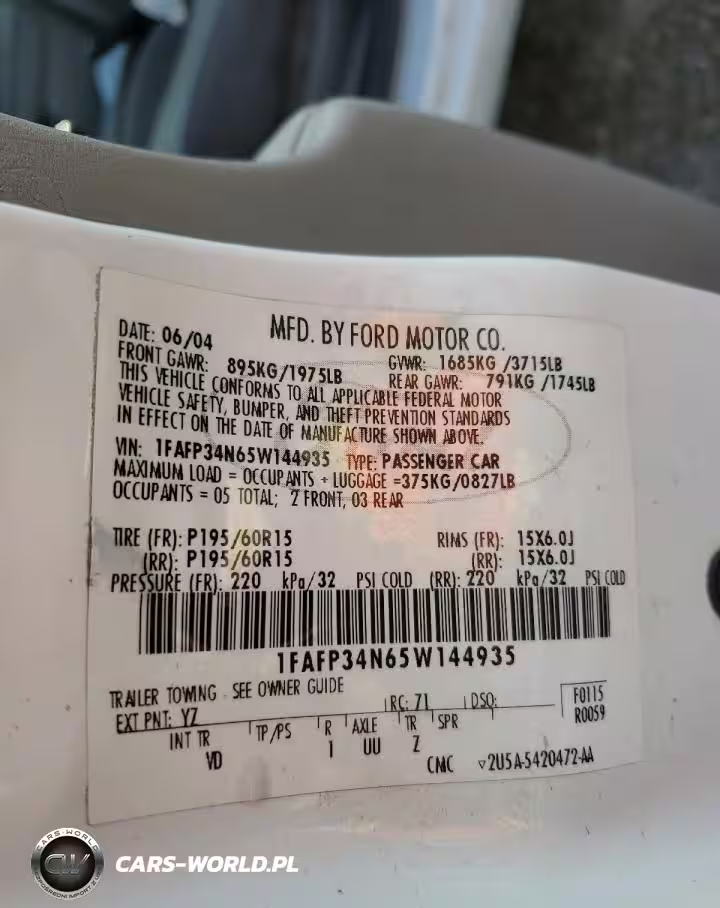 MFD. BY FORD MOTOR CO.
DATE: 06/04
GVWR: 1685KG /3715LB
FRONT GAWR: 895KG/1975LB
REAR GAWR: 791KG /1745LB
THIS VEHICLE CONFORMS TO ALL APPLICABLE FEDERAL MOTOR
VEHICLE SAFETY, BUMPER, AND THEFT PREVENTION STANDARDS
IN EFFECT ON THE DATE OF MANUFACTURE SHOWN ABOVE.
VIN: 1FAFP34N65W144935 TYPE: PASSENGER CAR
MAXIMUM LOAD = OCCUPANTS + LUGGAGE =375KG/0827LB
OCCUPANTS = 05 TOTAL; 2 FRONT, 03 REAR
TIRE (FR): P195/60R15 RIMS (FR): 15X6.0J
(RR): P195/60R15 (RR): 15X6.0J
PRESSURE (FR): 220 kPa/32 PSI COLD (RR): 220 kPa/32 PSI COLD
1FAFP34N65W144935
TRAILER TOWING - SEE OWNER GUIDE
EXT PNT: YZ RC: 71 DSO: F0115
R0059
INT TR TP/PS R AXLE TR SPR
VD 1 UU Z
CMC ▽2U5A-5420472-AA
CARS-WORLD
CW
CARS-WORLD.PL